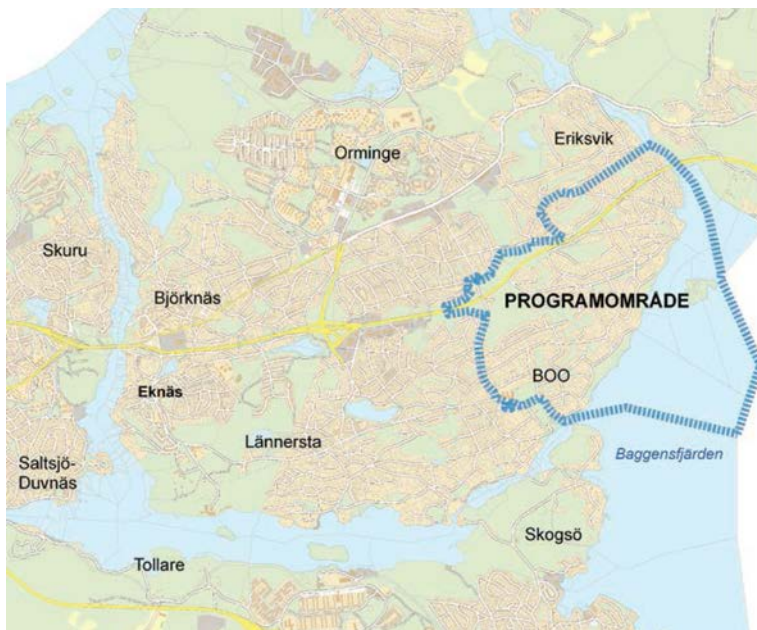 Eriksvik
Orminge
Skuru
Björknäs
PROGRAMOMRÅDE
BOO
Eknäs
Lännersta
Baggensfjärden
Saltsjö-
Duvnäs
Skogsö
Tollare